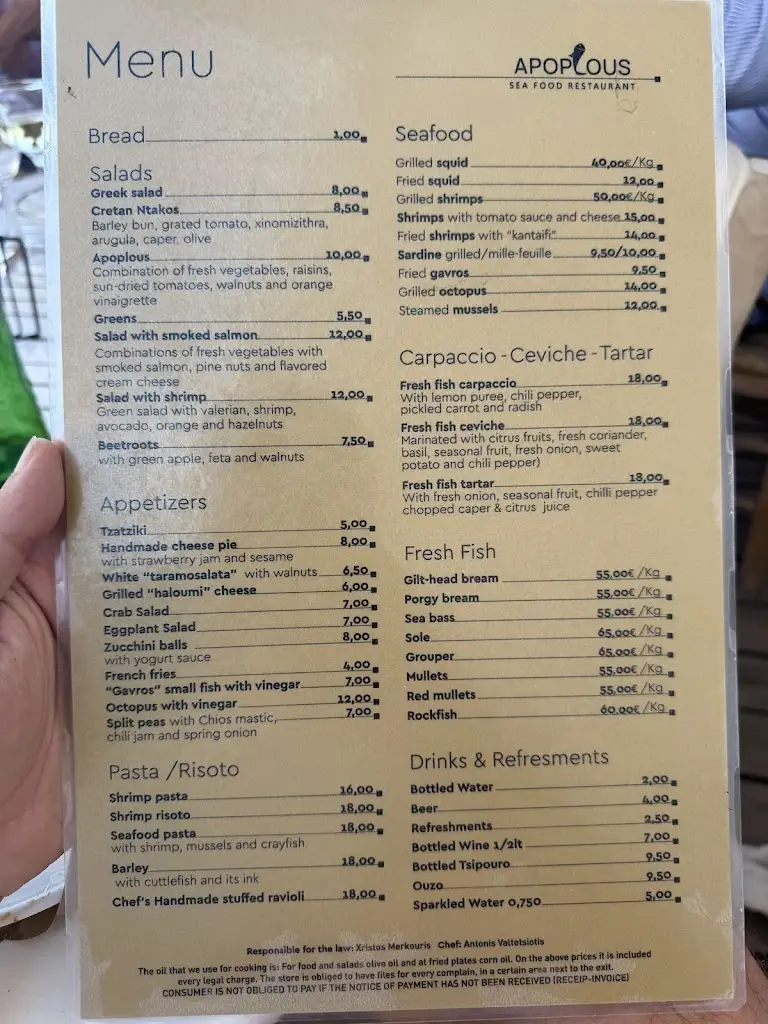 Menu
Bread 1,00
Salads
Greek salad 8,00
Cretan Ntakos 8,50
Barley bun, grated tomato, xinomizithra,
arugula, caper, olive
Apoplous 10,00
Combination of fresh vegetables, raisins,
sun-dried tomatoes, walnuts and orange
vinaigrette
Greens 5,50
Salad with smoked salmon 12,00
Combinations of fresh vegetables with
smoked salmon, pine nuts and flavored
cream cheese
Salad with shrimp 12,00
Green salad with valerian, shrimp,
avocado, orange and hazelnuts
Beetroots 7,50
with green apple, feta and walnuts
Appetizers
Tzatziki 5,00
Handmade cheese pie 8,00
with strawberry jam and sesame
White "taramosalata" with walnuts 6,50
Grilled "haloumi" cheese 6,00
Crab Salad 7,00
Eggplant Salad 7,00
Zucchini balls 8,00
with yogurt sauce
French fries 4,00
"Gavros" small fish with vinegar 7,00
Octopus with vinegar 12,00
Split peas with Chios mastic, 7,00
chili jam and spring onion
Pasta /Risoto
Shrimp pasta 16,00
Shrimp risoto 18,00
Seafood pasta 18,00
with shrimp, mussels and crayfish
Barley 18,00
with cuttlefish and its ink
Chef's Handmade stuffed ravioli 18,00
APOPLOUS
SEA FOOD RESTAURANT
Seafood
Grilled squid 40,00€/Kg
Fried squid 12,00
Grilled shrimps 50,00€/Kg
Shrimps with tomato sauce and cheese 15,00
Fried shrimps with "kantaifi" 14,00
Sardine grilled/mille-feuille 9,50/10,00
Fried gavros 9,50
Grilled octopus 14,00
Steamed mussels 12,00
Carpaccio - Ceviche - Tartar
Fresh fish carpaccio 18,00
With lemon puree, chili pepper,
pickled carrot and radish
Fresh fish ceviche 18,00
Marinated with citrus fruits, fresh coriander,
basil, seasonal fruit, fresh onion, sweet
potato and chili pepper)
Fresh fish tartar 18,00
With fresh onion, seasonal fruit, chilli pepper
chopped caper & citrus juice
Fresh Fish
Gilt-head bream 55,00€ /Kg
Porgy bream 55,00€ /Kg
Sea bass 55,00€ /Kg
Sole 65,00€ /Kg
Grouper 65,00€ /Kg
Mullets 55,00€ /Kg
Red mullets 55,00€ /Kg
Rockfish 60,00€ /Kg
Drinks & Refresments
Bottled Water 2,00
Beer 4,00
Refreshments 2,50
Bottled Wine 1/2lt 7,00
Bottled Tsipouro 9,50
Ouzo 9,50
Sparkled Water 0,750 5,00
Responsible for the law: Xristos Merkouris Chef: Antonis Valtetsiotis
The oil that we use for cooking is: For food and salads olive oil and at fried plates corn oil. On the above prices it is included
every legal charge. The store is obliged to have files for every complain, in a certain area next to the exit.
CONSUMER IS NOT OBLIGED TO PAY IF THE NOTICE OF PAYMENT HAS NOT BEEN RECEIVED (RECEIP-INVOICE)